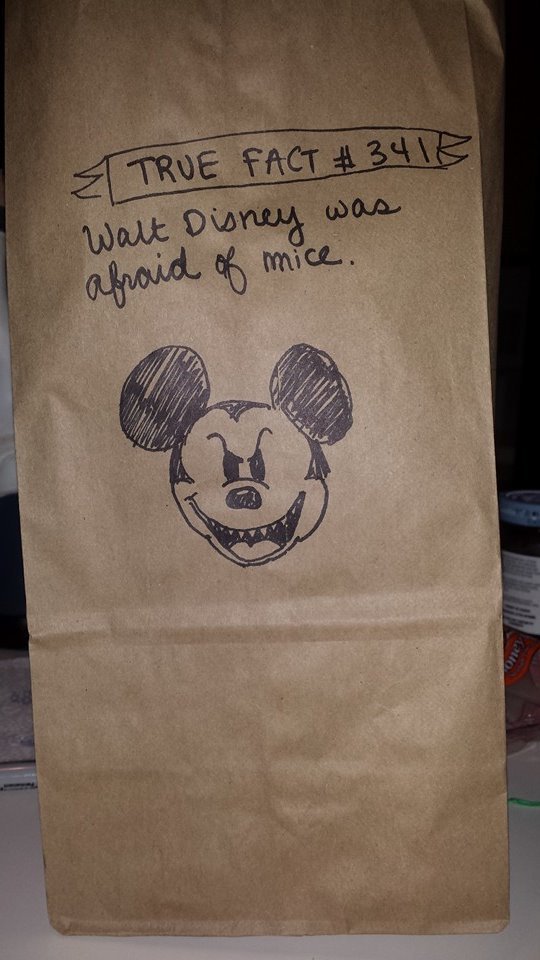 TRUE FACT # 341
Walt Disney was
afraid of mice.